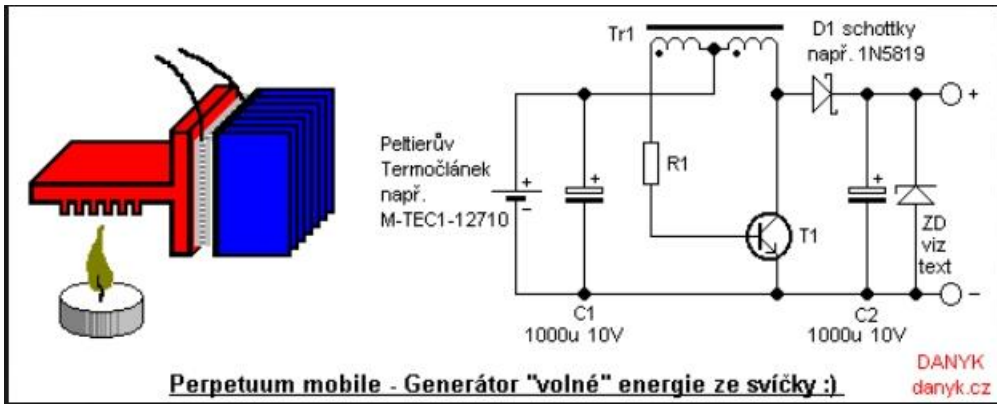 Tr1
D1 schottky
např. 1N5819
+
Peltierův
Termočlánek
např.
M-TEC1-12710
+
-
+
R1
T1
+
ZD
viz
text
-
C1
1000u 10V
C2
1000u 10V
Perpetuum mobile - Generátor "volné" energie ze svíčky :)
DANYK
danyk.cz